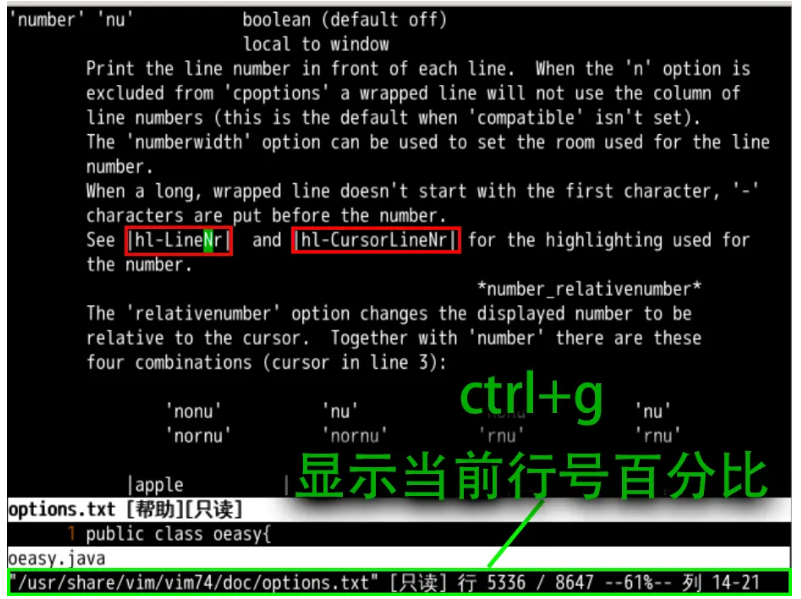 'number' 'nu' boolean (default off)
local to window
Print the line number in front of each line. When the 'n' option is
excluded from 'cpoptions' a wrapped line will not use the column of
line numbers (this is the default when 'compatible' isn't set).
The 'numberwidth' option can be used to set the room used for the line
number.
When a long, wrapped line doesn't start with the first character, '-'
characters are put before the number.
See |hl-LineNr| and |hl-CursorLineNr| for the highlighting used for
the number.
*number_relativenumber*
The 'relativenumber' option changes the displayed number to be
relative to the cursor. Together with 'number' there are these
four combinations (cursor in line 3):
ctrl+g
'nonu' 'nu' 'nonu' 'nu'
'nornu' 'nornu' 'rnu' 'rnu'
显示当前行号百分比
|apple |
options.txt [帮助][只读]
1 public class oeasy{
oeasy.java
"/usr/share/vim/vim74/doc/options.txt" [只读] 行 5336 / 8647 --61%-- 列 14-21